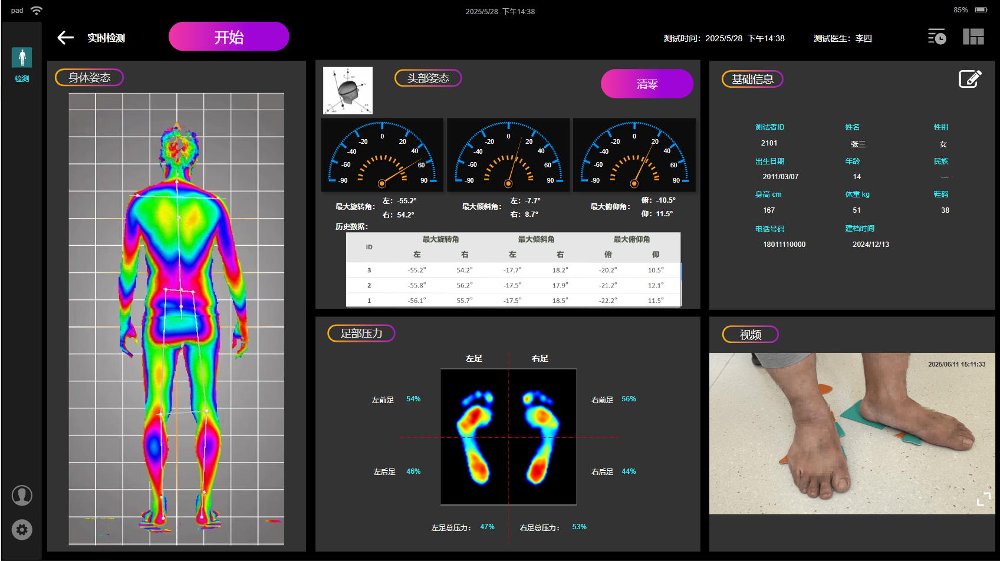 pad
2025/5/28 下午14:38
85%
实时检测
开始
测试时间：2025/5/28 下午14:38
测试医生：李四
检测
身体姿态
头部姿态
清零
-90 -60 -40 -20 0 20 40 60 90
-90 -60 -40 -20 0 20 40 60 90
-90 -60 -40 -20 0 20 40 60 90
最大旋转角：
左：-55.2°
右：54.2°
最大倾斜角：
左：-7.7°
右：8.7°
最大俯仰角：
俯：-10.5°
仰：11.5°
历史数据：
ID 最大旋转角 最大倾斜角 最大俯仰角
左 右 左 右 俯 仰
3 -55.2° 54.2° -17.7° 18.2° -20.2° 10.5°
2 -55.8° 56.2° -17.5° 17.9° -21.2° 12.1°
1 -56.1° 55.7° -17.5° 18.5° -22.2° 11.5°
基础信息
测试者ID 姓名 性别
2101 张三 女
出生日期 年龄 民族
2011/03/07 14 ---
身高 cm 体重 kg 鞋码
167 51 38
电话号码 建档时间
18011110000 2024/12/13
足部压力
左足 右足
左前足 54%
右前足 56%
左后足 46%
右后足 44%
左足总压力： 47%
右足总压力： 53%
视频
2025/06/11 15:11:33